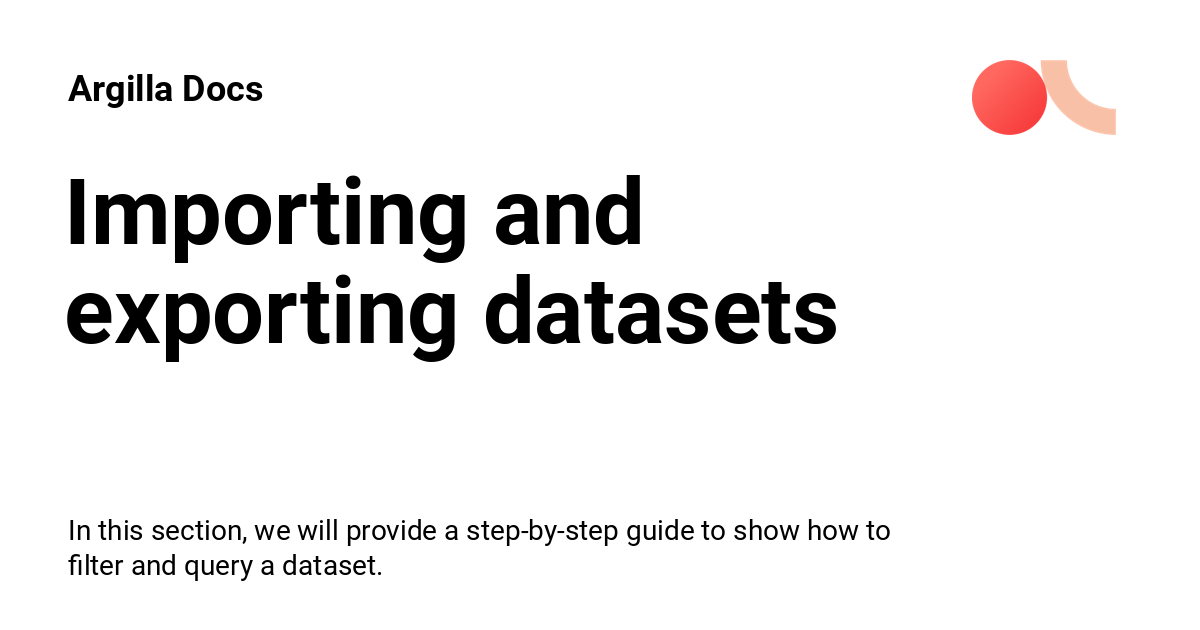 Argilla Docs
Importing and
exporting datasets
In this section, we will provide a step-by-step guide to show how to
filter and query a dataset.